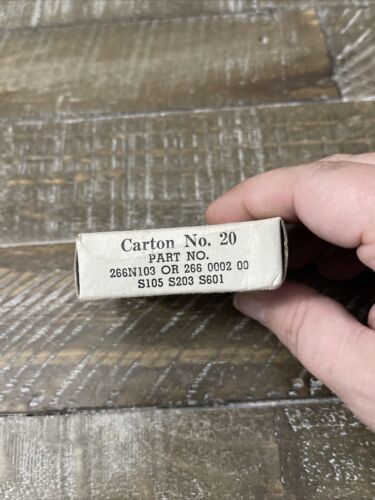 Carton No. 20
PART NO.
266N103 OR 266 0002 00
S105 S203 S601